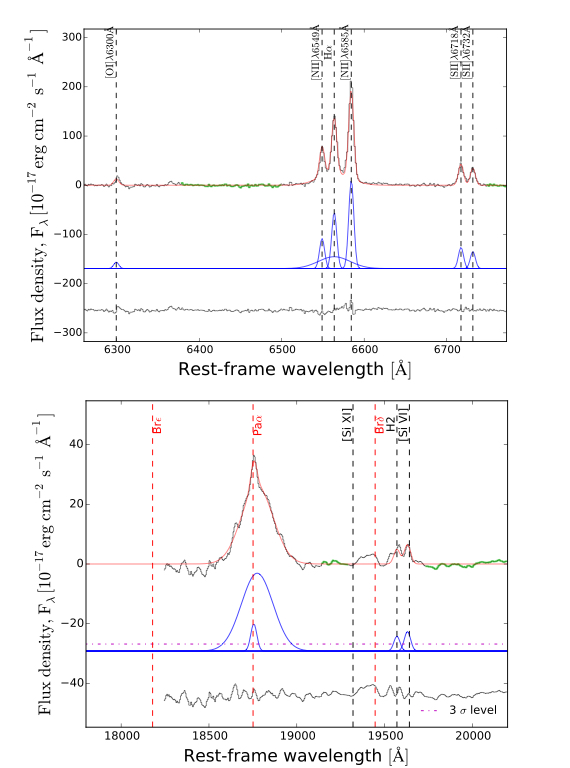 [OI]λ6300Å
[NII]λ6549Å
Hα
[NII]λ6585Å
[SII]λ6718Å
[SII]λ6732Å
300
200
100
0
−100
−200
−300
6300 6400 6500 6600 6700
Rest-frame wavelength [Å]
Flux density, F_λ [10⁻¹⁷ erg cm⁻² s⁻¹ Å⁻¹]
Brε
Paα
[Si XI]
Brδ
H2
[Si VI]
40
20
0
−20
−40
3 σ level
18000 18500 19000 19500 20000
Rest-frame wavelength [Å]
Flux density, F_λ [10⁻¹⁷ erg cm⁻² s⁻¹ Å⁻¹]